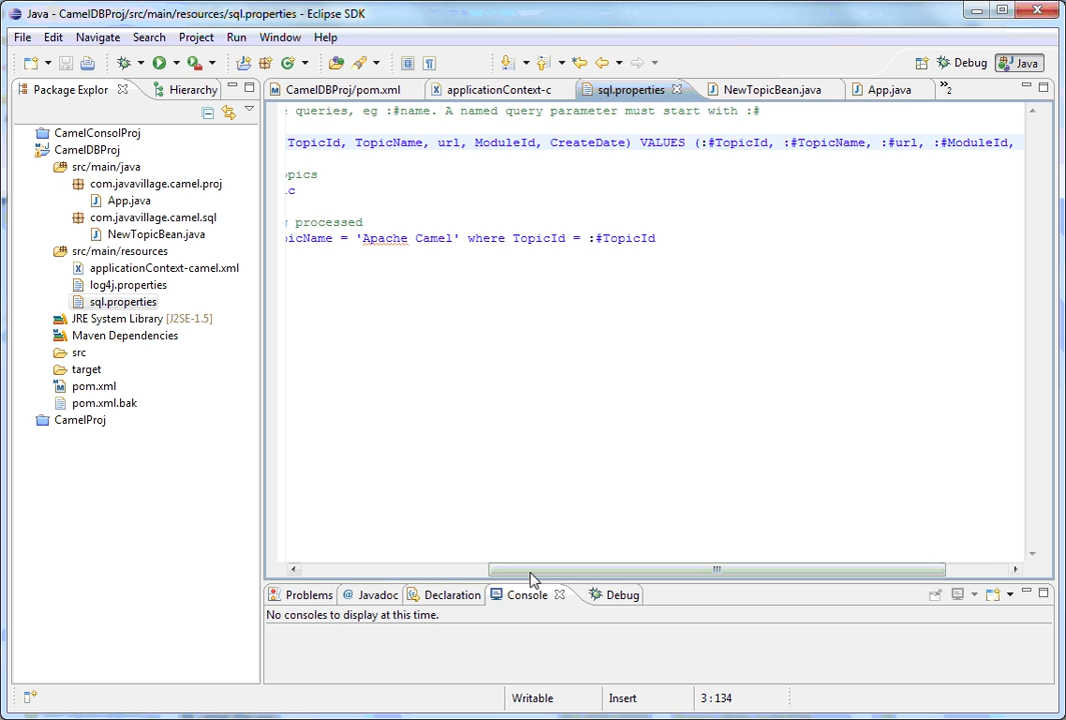 Java - CamelDBProj/src/main/resources/sql.properties - Eclipse SDK
File Edit Navigate Search Project Run Window Help
Debug Java
Package Explor Hierarchy
CamelDBProj/pom.xml applicationContext-c sql.properties NewTopicBean.java App.java »2
CamelConsolProj
CamelDBProj
src/main/java
com.javavillage.camel.proj
App.java
com.javavillage.camel.sql
NewTopicBean.java
src/main/resources
applicationContext-camel.xml
log4j.properties
sql.properties
JRE System Library [J2SE-1.5]
Maven Dependencies
src
target
pom.xml
pom.xml.bak
CamelProj
queries, eg :#name. A named query parameter must start with :#
TopicId, TopicName, url, ModuleId, CreateDate) VALUES (:#TopicId, :#TopicName, :#url, :#ModuleId,
opics
ic
processed
picName = 'Apache Camel' where TopicId = :#TopicId
Problems Javadoc Declaration Console Debug
No consoles to display at this time.
Writable Insert 3:134